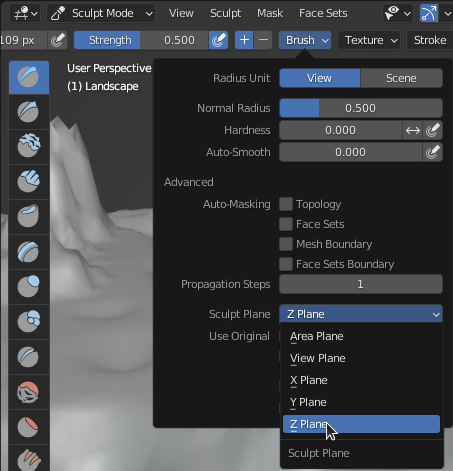 Sculpt Mode View Sculpt Mask Face Sets
109 px Strength 0.500 + − Brush Texture Stroke
User Perspective
(1) Landscape
Radius Unit View Scene
Normal Radius 0.500
Hardness 0.000
Auto-Smooth 0.000
Advanced
Auto-Masking Topology
Face Sets
Mesh Boundary
Face Sets Boundary
Propagation Steps 1
Sculpt Plane Z Plane
Use Original
Area Plane
View Plane
X Plane
Y Plane
Z Plane
Sculpt Plane